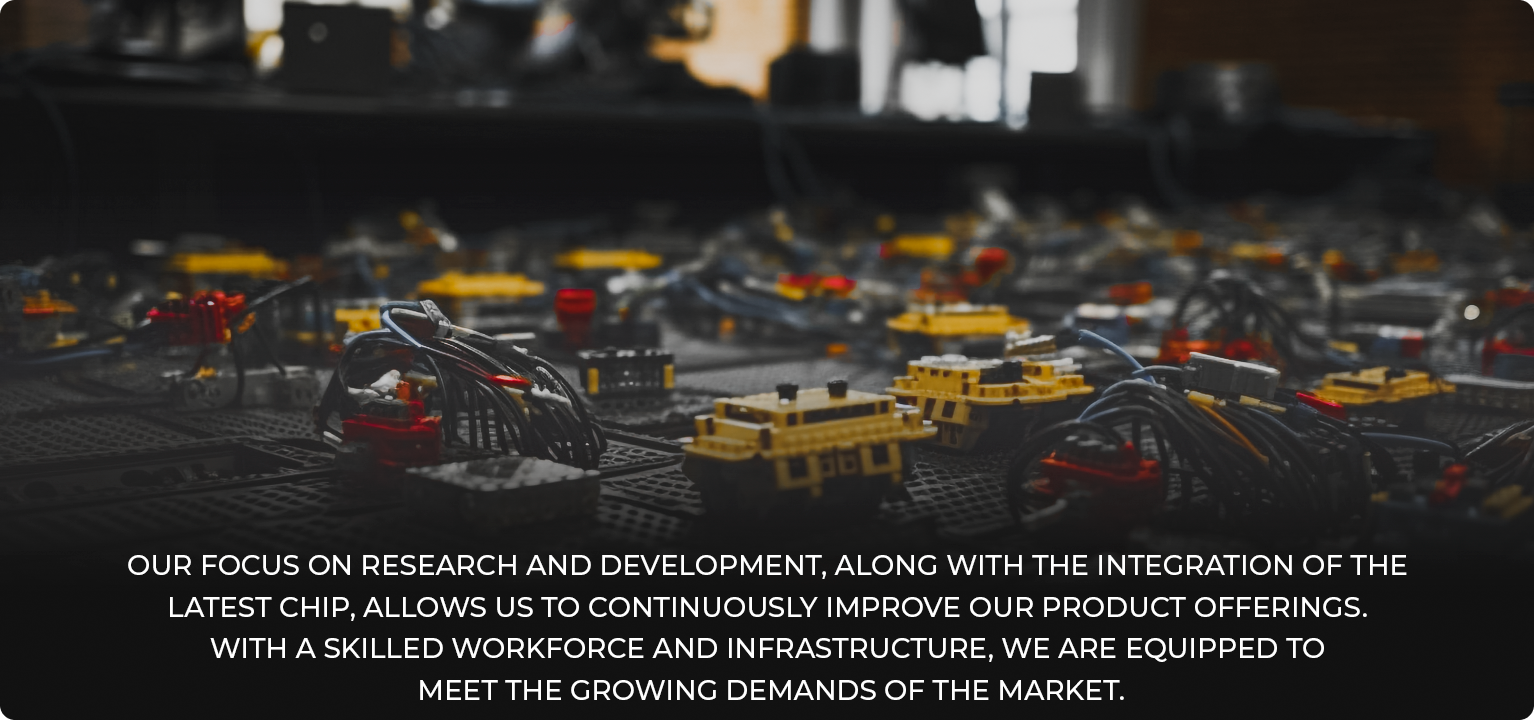 OUR FOCUS ON RESEARCH AND DEVELOPMENT, ALONG WITH THE INTEGRATION OF THE
LATEST CHIP, ALLOWS US TO CONTINUOUSLY IMPROVE OUR PRODUCT OFFERINGS.
WITH A SKILLED WORKFORCE AND INFRASTRUCTURE, WE ARE EQUIPPED TO
MEET THE GROWING DEMANDS OF THE MARKET.